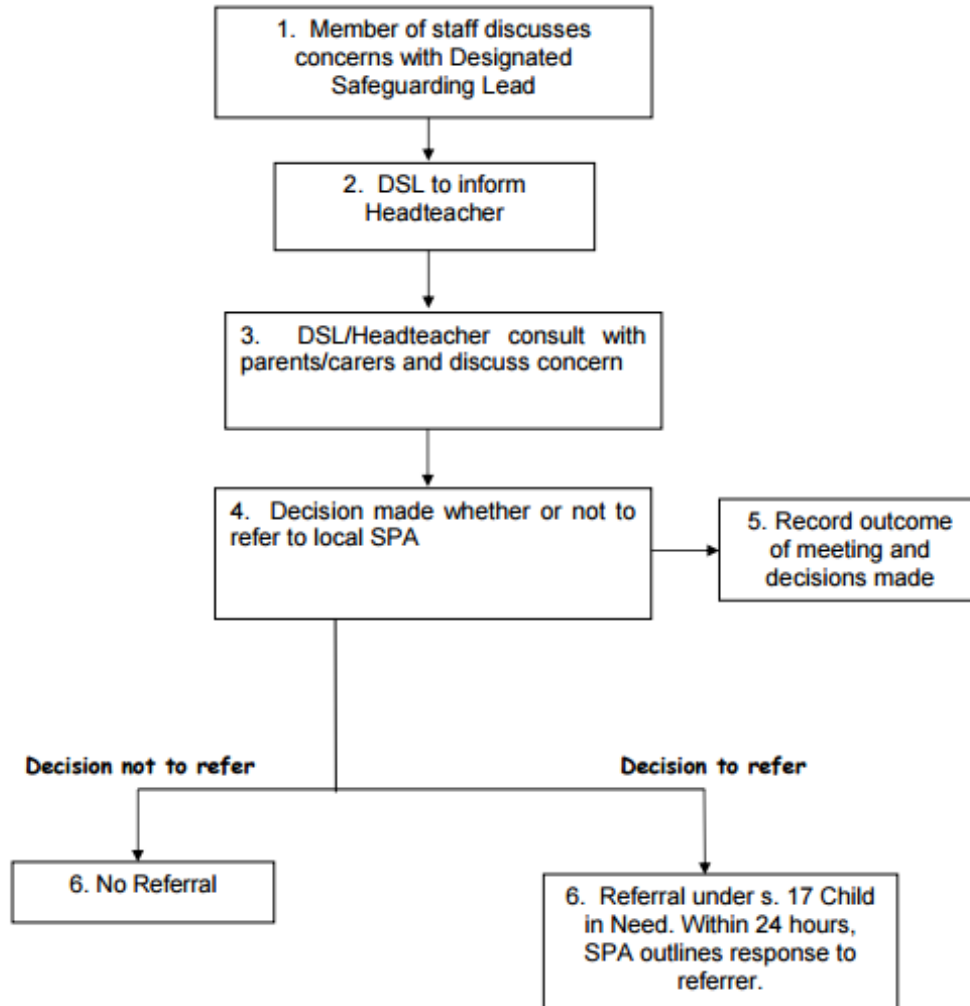 1. Member of staff discusses
concerns with Designated
Safeguarding Lead
2. DSL to inform
Headteacher
3. DSL/Headteacher consult with
parents/carers and discuss concern
4. Decision made whether or not to
refer to local SPA
5. Record outcome
of meeting and
decisions made
Decision not to refer
Decision to refer
6. No Referral
6. Referral under s. 17 Child
in Need. Within 24 hours,
SPA outlines response to
referrer.